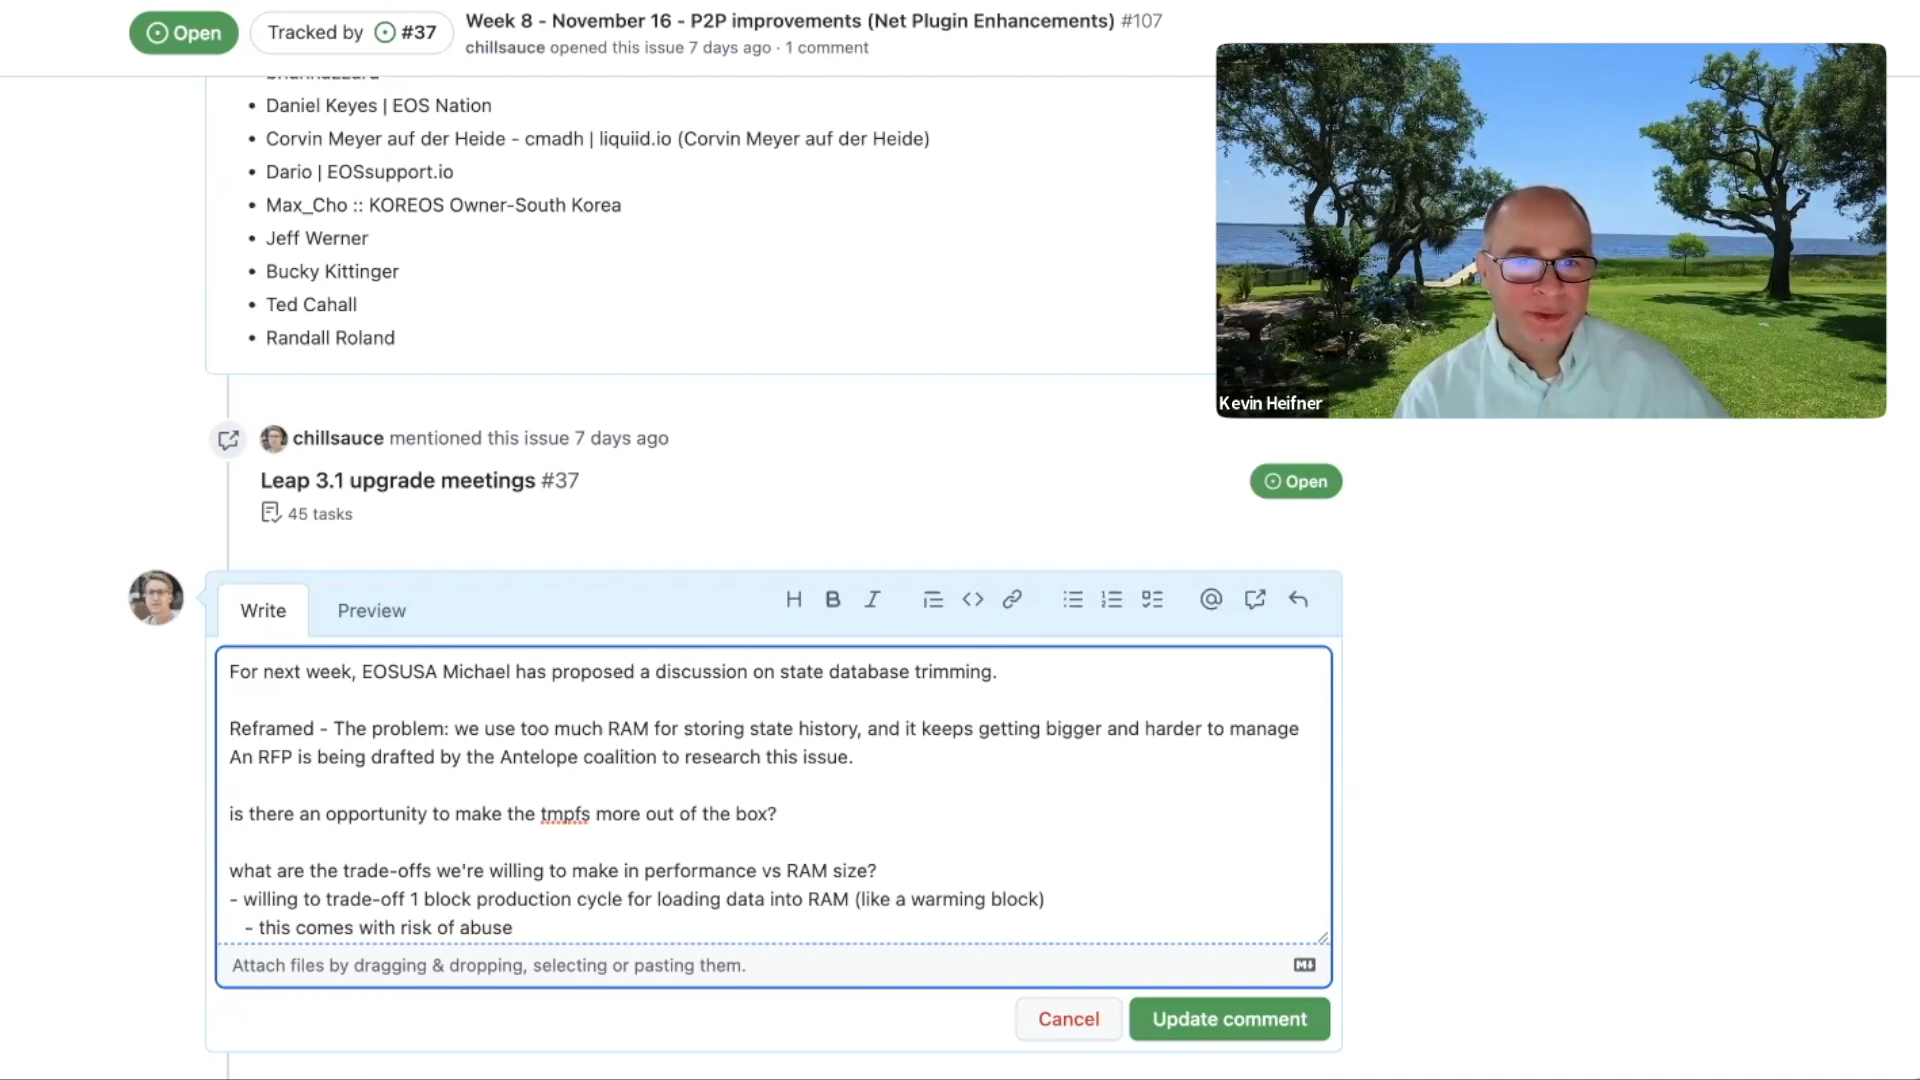 Open
Tracked by #37
Week 8 - November 16 - P2P improvements (Net Plugin Enhancements) #107
chillsauce opened this issue 7 days ago · 1 comment
• Daniel Keyes | EOS Nation
• Corvin Meyer auf der Heide - cmadh | liquiid.io (Corvin Meyer auf der Heide)
• Dario | EOSsupport.io
• Max_Cho :: KOREOS Owner-South Korea
• Jeff Werner
• Bucky Kittinger
• Ted Cahall
• Randall Roland
Kevin Heifner
chillsauce mentioned this issue 7 days ago
Leap 3.1 upgrade meetings #37
Open
45 tasks
Write
Preview
For next week, EOSUSA Michael has proposed a discussion on state database trimming.
Reframed - The problem: we use too much RAM for storing state history, and it keeps getting bigger and harder to manage
An RFP is being drafted by the Antelope coalition to research this issue.
is there an opportunity to make the tmpfs more out of the box?
what are the trade-offs we're willing to make in performance vs RAM size?
- willing to trade-off 1 block production cycle for loading data into RAM (like a warming block)
- this comes with risk of abuse
Attach files by dragging & dropping, selecting or pasting them.
Cancel
Update comment